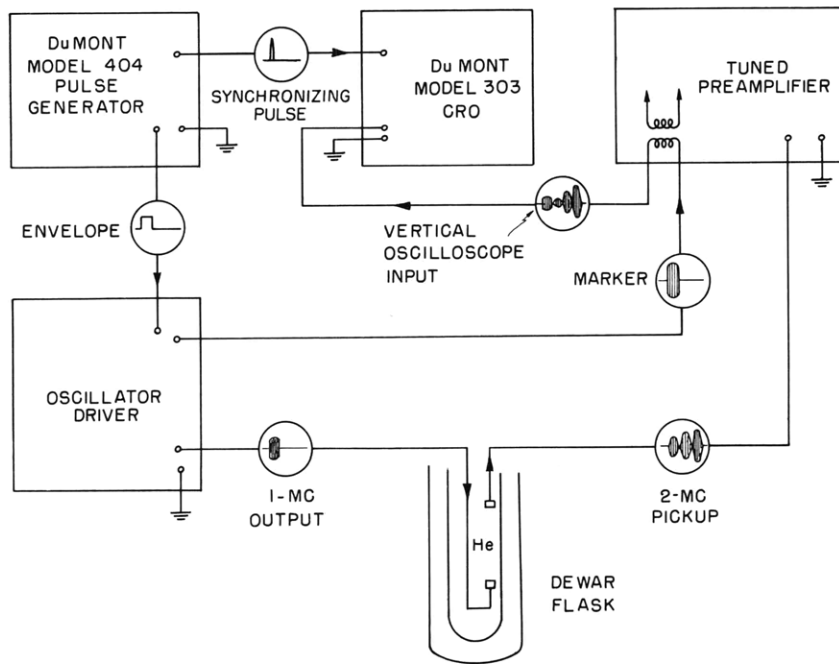 DuMONT
MODEL 404
PULSE
GENERATOR
SYNCHRONIZING
PULSE
DuMONT
MODEL 303
CRO
TUNED
PREAMPLIFIER
ENVELOPE
VERTICAL
OSCILLOSCOPE
INPUT
MARKER
OSCILLATOR
DRIVER
1-MC
OUTPUT
2-MC
PICKUP
He
DEWAR
FLASK